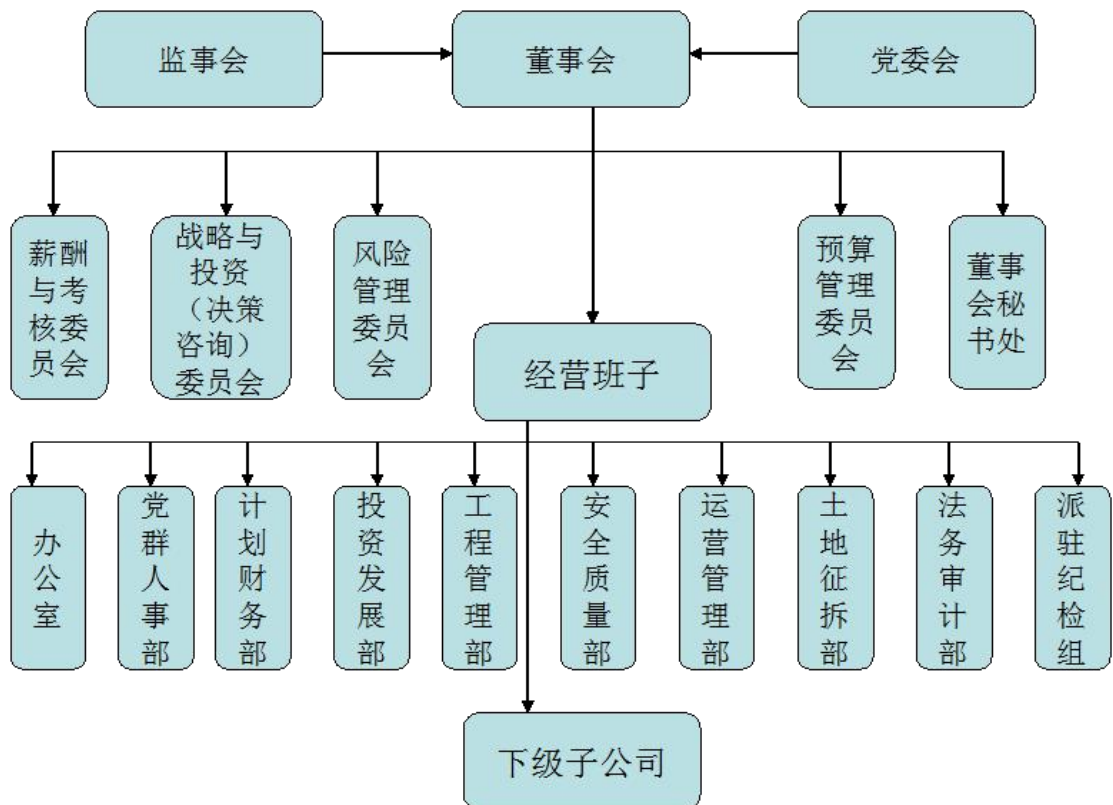 监事会
董事会
党委会
薪酬
与考
核委
员会
战略与
投资
（决策
咨询）
委员会
风险
管理
委员
会
预算
管理
委员
会
董事
会秘
书处
经营班子
办公室
党群人事部
计划财务部
投资发展部
工程管理部
安全质量部
运营管理部
土地征拆部
法务审计部
派驻纪检组
下级子公司